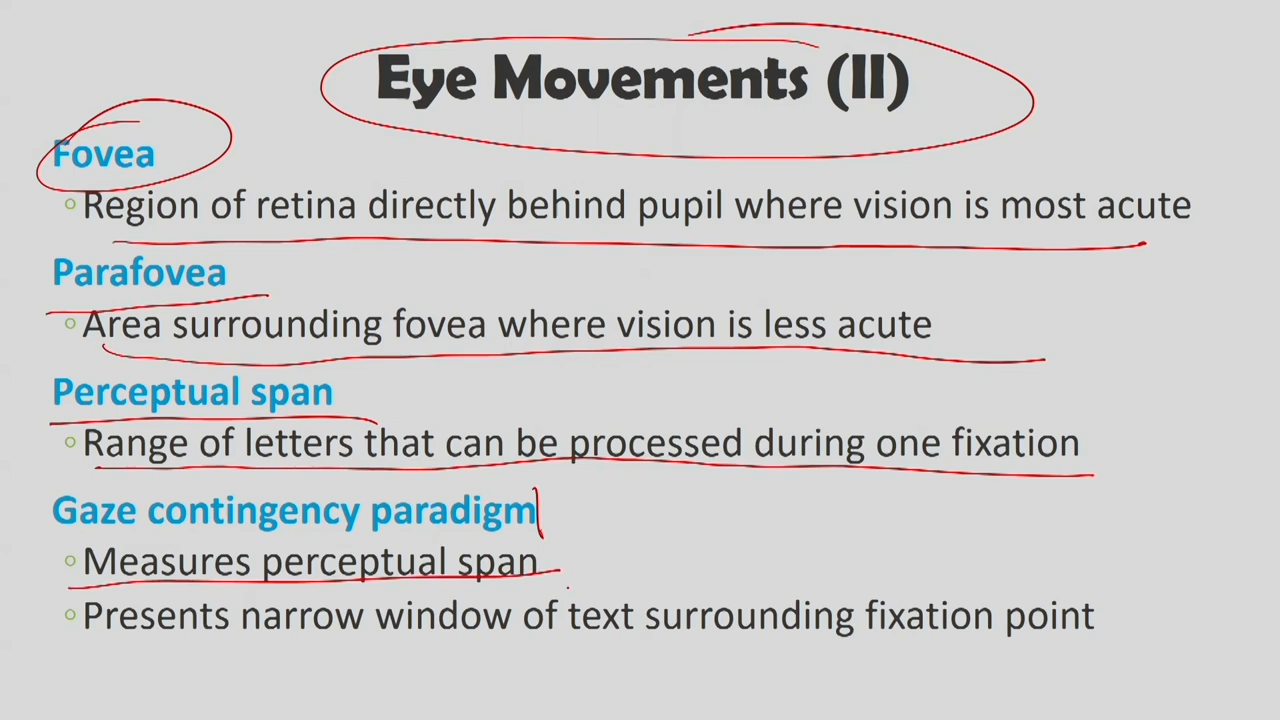 Eye Movements (II)
Fovea
Region of retina directly behind pupil where vision is most acute
Parafovea
Area surrounding fovea where vision is less acute
Perceptual span
Range of letters that can be processed during one fixation
Gaze contingency paradigm
Measures perceptual span
Presents narrow window of text surrounding fixation point